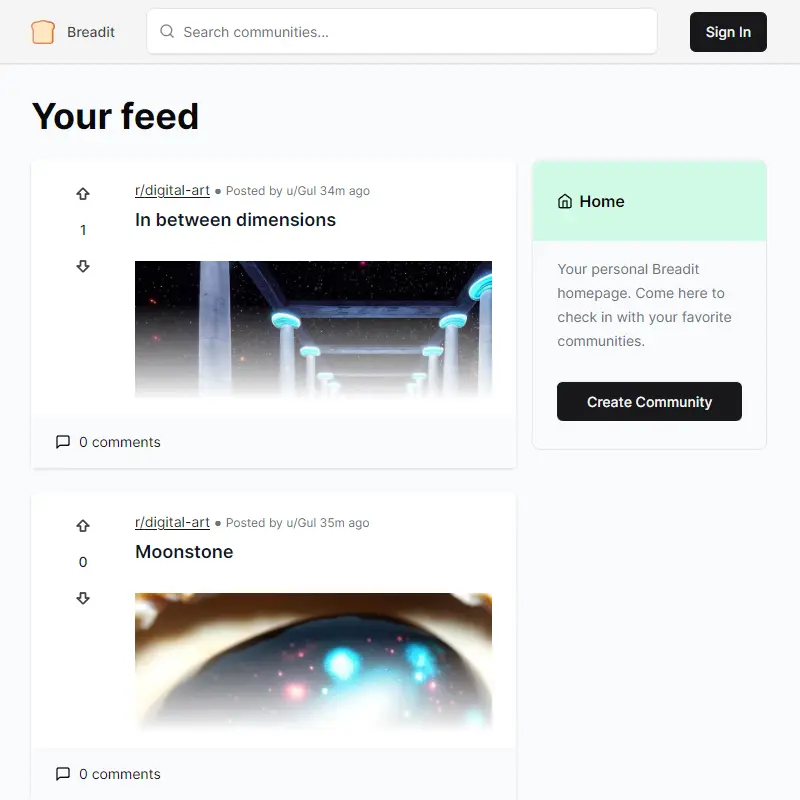 Breadit
Search communities...
Sign In
Your feed
r/digital-art • Posted by u/Gul 34m ago
1
In between dimensions
0 comments
Home
Your personal Breadit
homepage. Come here to
check in with your favorite
communities.
Create Community
r/digital-art • Posted by u/Gul 35m ago
Moonstone
0
0 comments